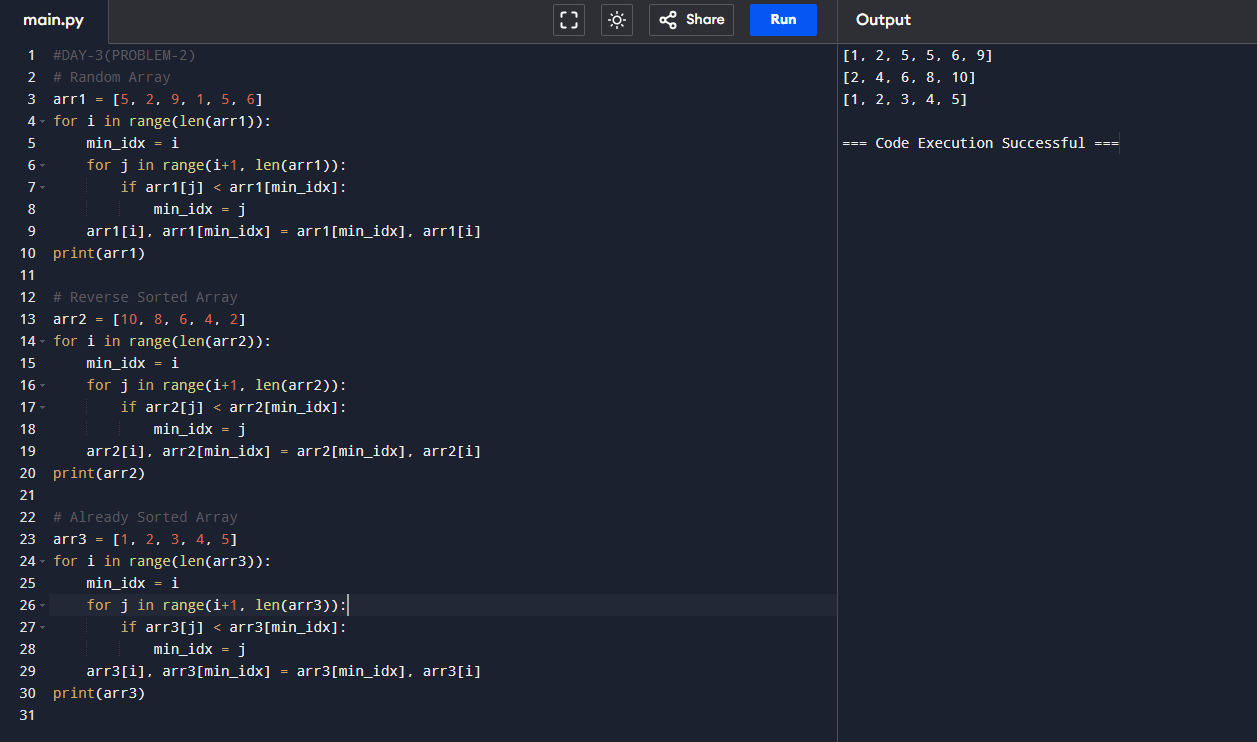 main.py
Share
Run
Output
1 #DAY-3(PROBLEM-2)
2 # Random Array
3 arr1 = [5, 2, 9, 1, 5, 6]
4 for i in range(len(arr1)):
5     min_idx = i
6     for j in range(i+1, len(arr1)):
7         if arr1[j] < arr1[min_idx]:
8             min_idx = j
9     arr1[i], arr1[min_idx] = arr1[min_idx], arr1[i]
10 print(arr1)
11
12 # Reverse Sorted Array
13 arr2 = [10, 8, 6, 4, 2]
14 for i in range(len(arr2)):
15     min_idx = i
16     for j in range(i+1, len(arr2)):
17         if arr2[j] < arr2[min_idx]:
18             min_idx = j
19     arr2[i], arr2[min_idx] = arr2[min_idx], arr2[i]
20 print(arr2)
21
22 # Already Sorted Array
23 arr3 = [1, 2, 3, 4, 5]
24 for i in range(len(arr3)):
25     min_idx = i
26     for j in range(i+1, len(arr3)):
27         if arr3[j] < arr3[min_idx]:
28             min_idx = j
29     arr3[i], arr3[min_idx] = arr3[min_idx], arr3[i]
30 print(arr3)
31
[1, 2, 5, 5, 6, 9]
[2, 4, 6, 8, 10]
[1, 2, 3, 4, 5]
=== Code Execution Successful ===